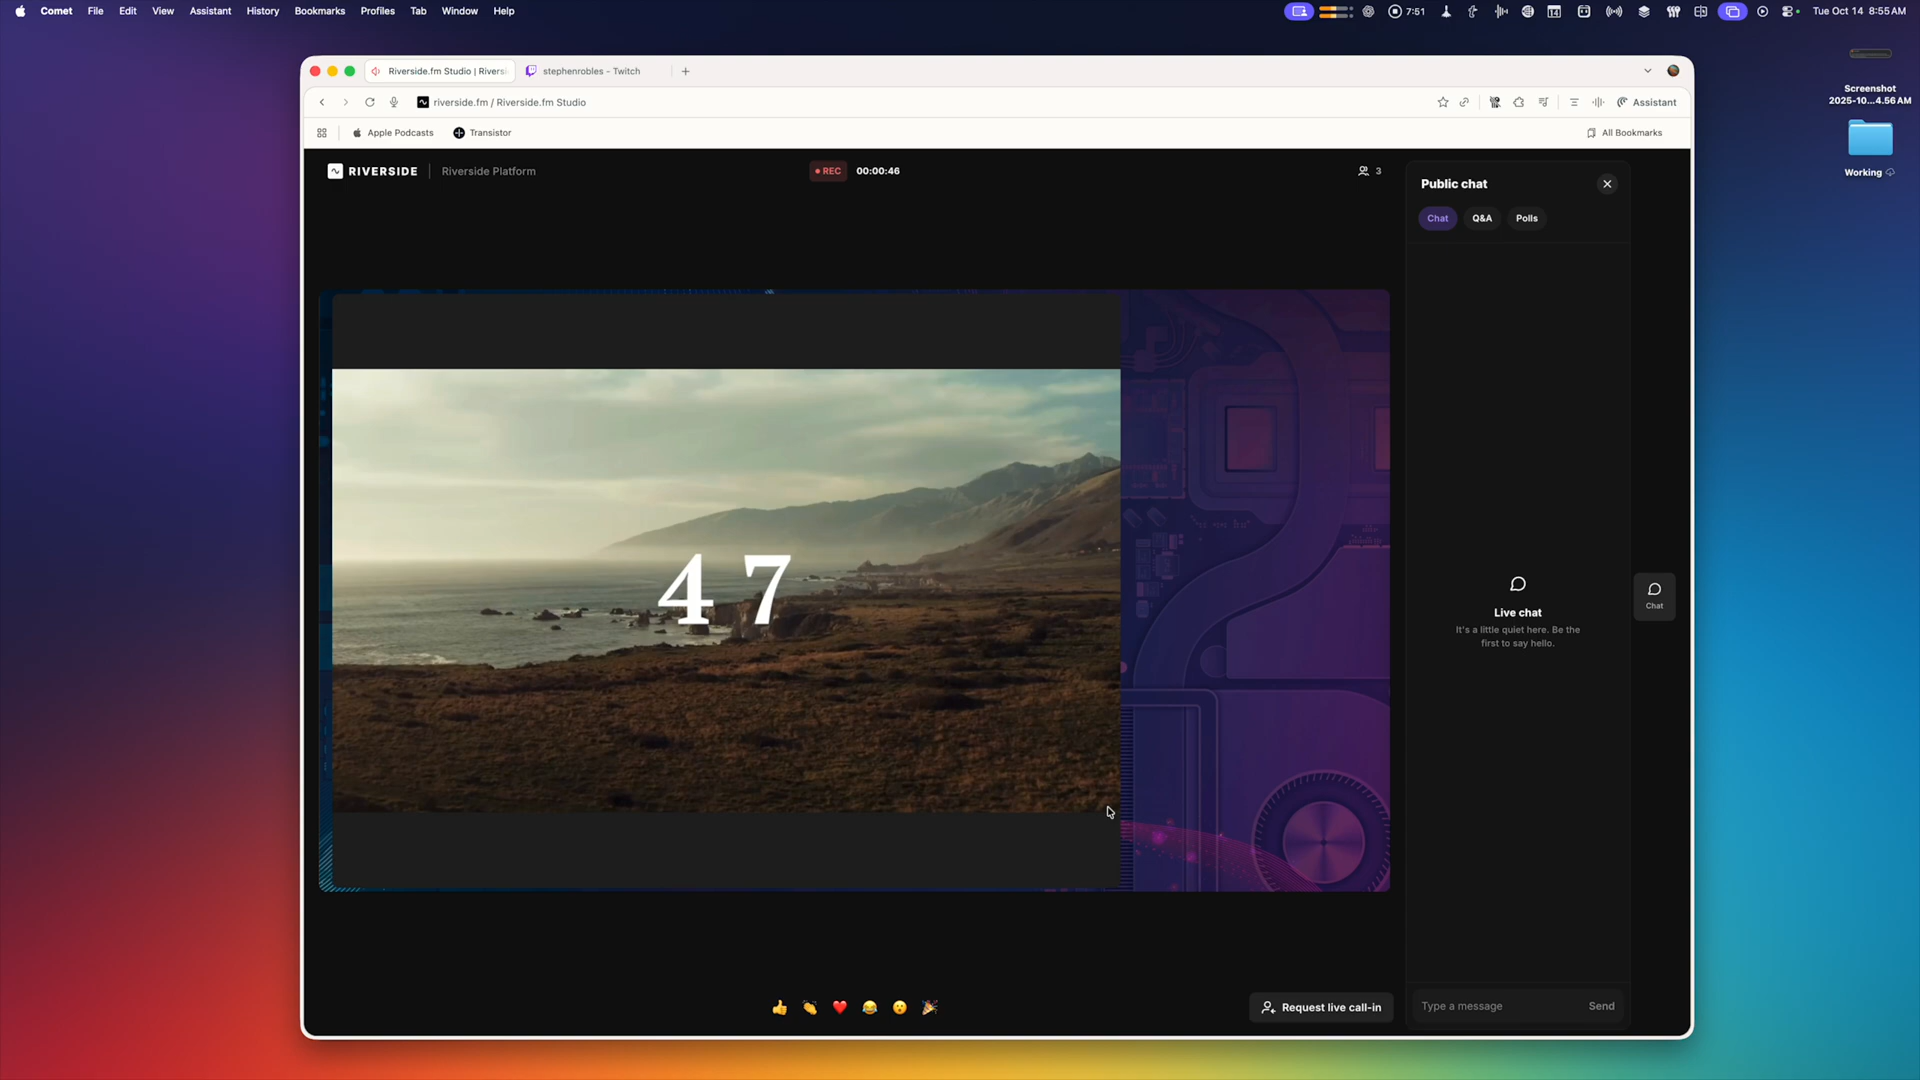 Comet File Edit View Assistant History Bookmarks Profiles Tab Window Help
7:51
14
Tue Oct 14 8:55 AM
Riverside.fm Studio | Rivers
stephenrobles - Twitch
riverside.fm / Riverside.fm Studio
Assistant
Apple Podcasts
Transistor
All Bookmarks
Screenshot
2025-10...4.56 AM
Working
RIVERSIDE
Riverside Platform
REC 00:00:46
3
Public chat
Chat
Q&A
Polls
47
Live chat
It's a little quiet here. Be the
first to say hello.
Chat
Request live call-in
Type a message
Send